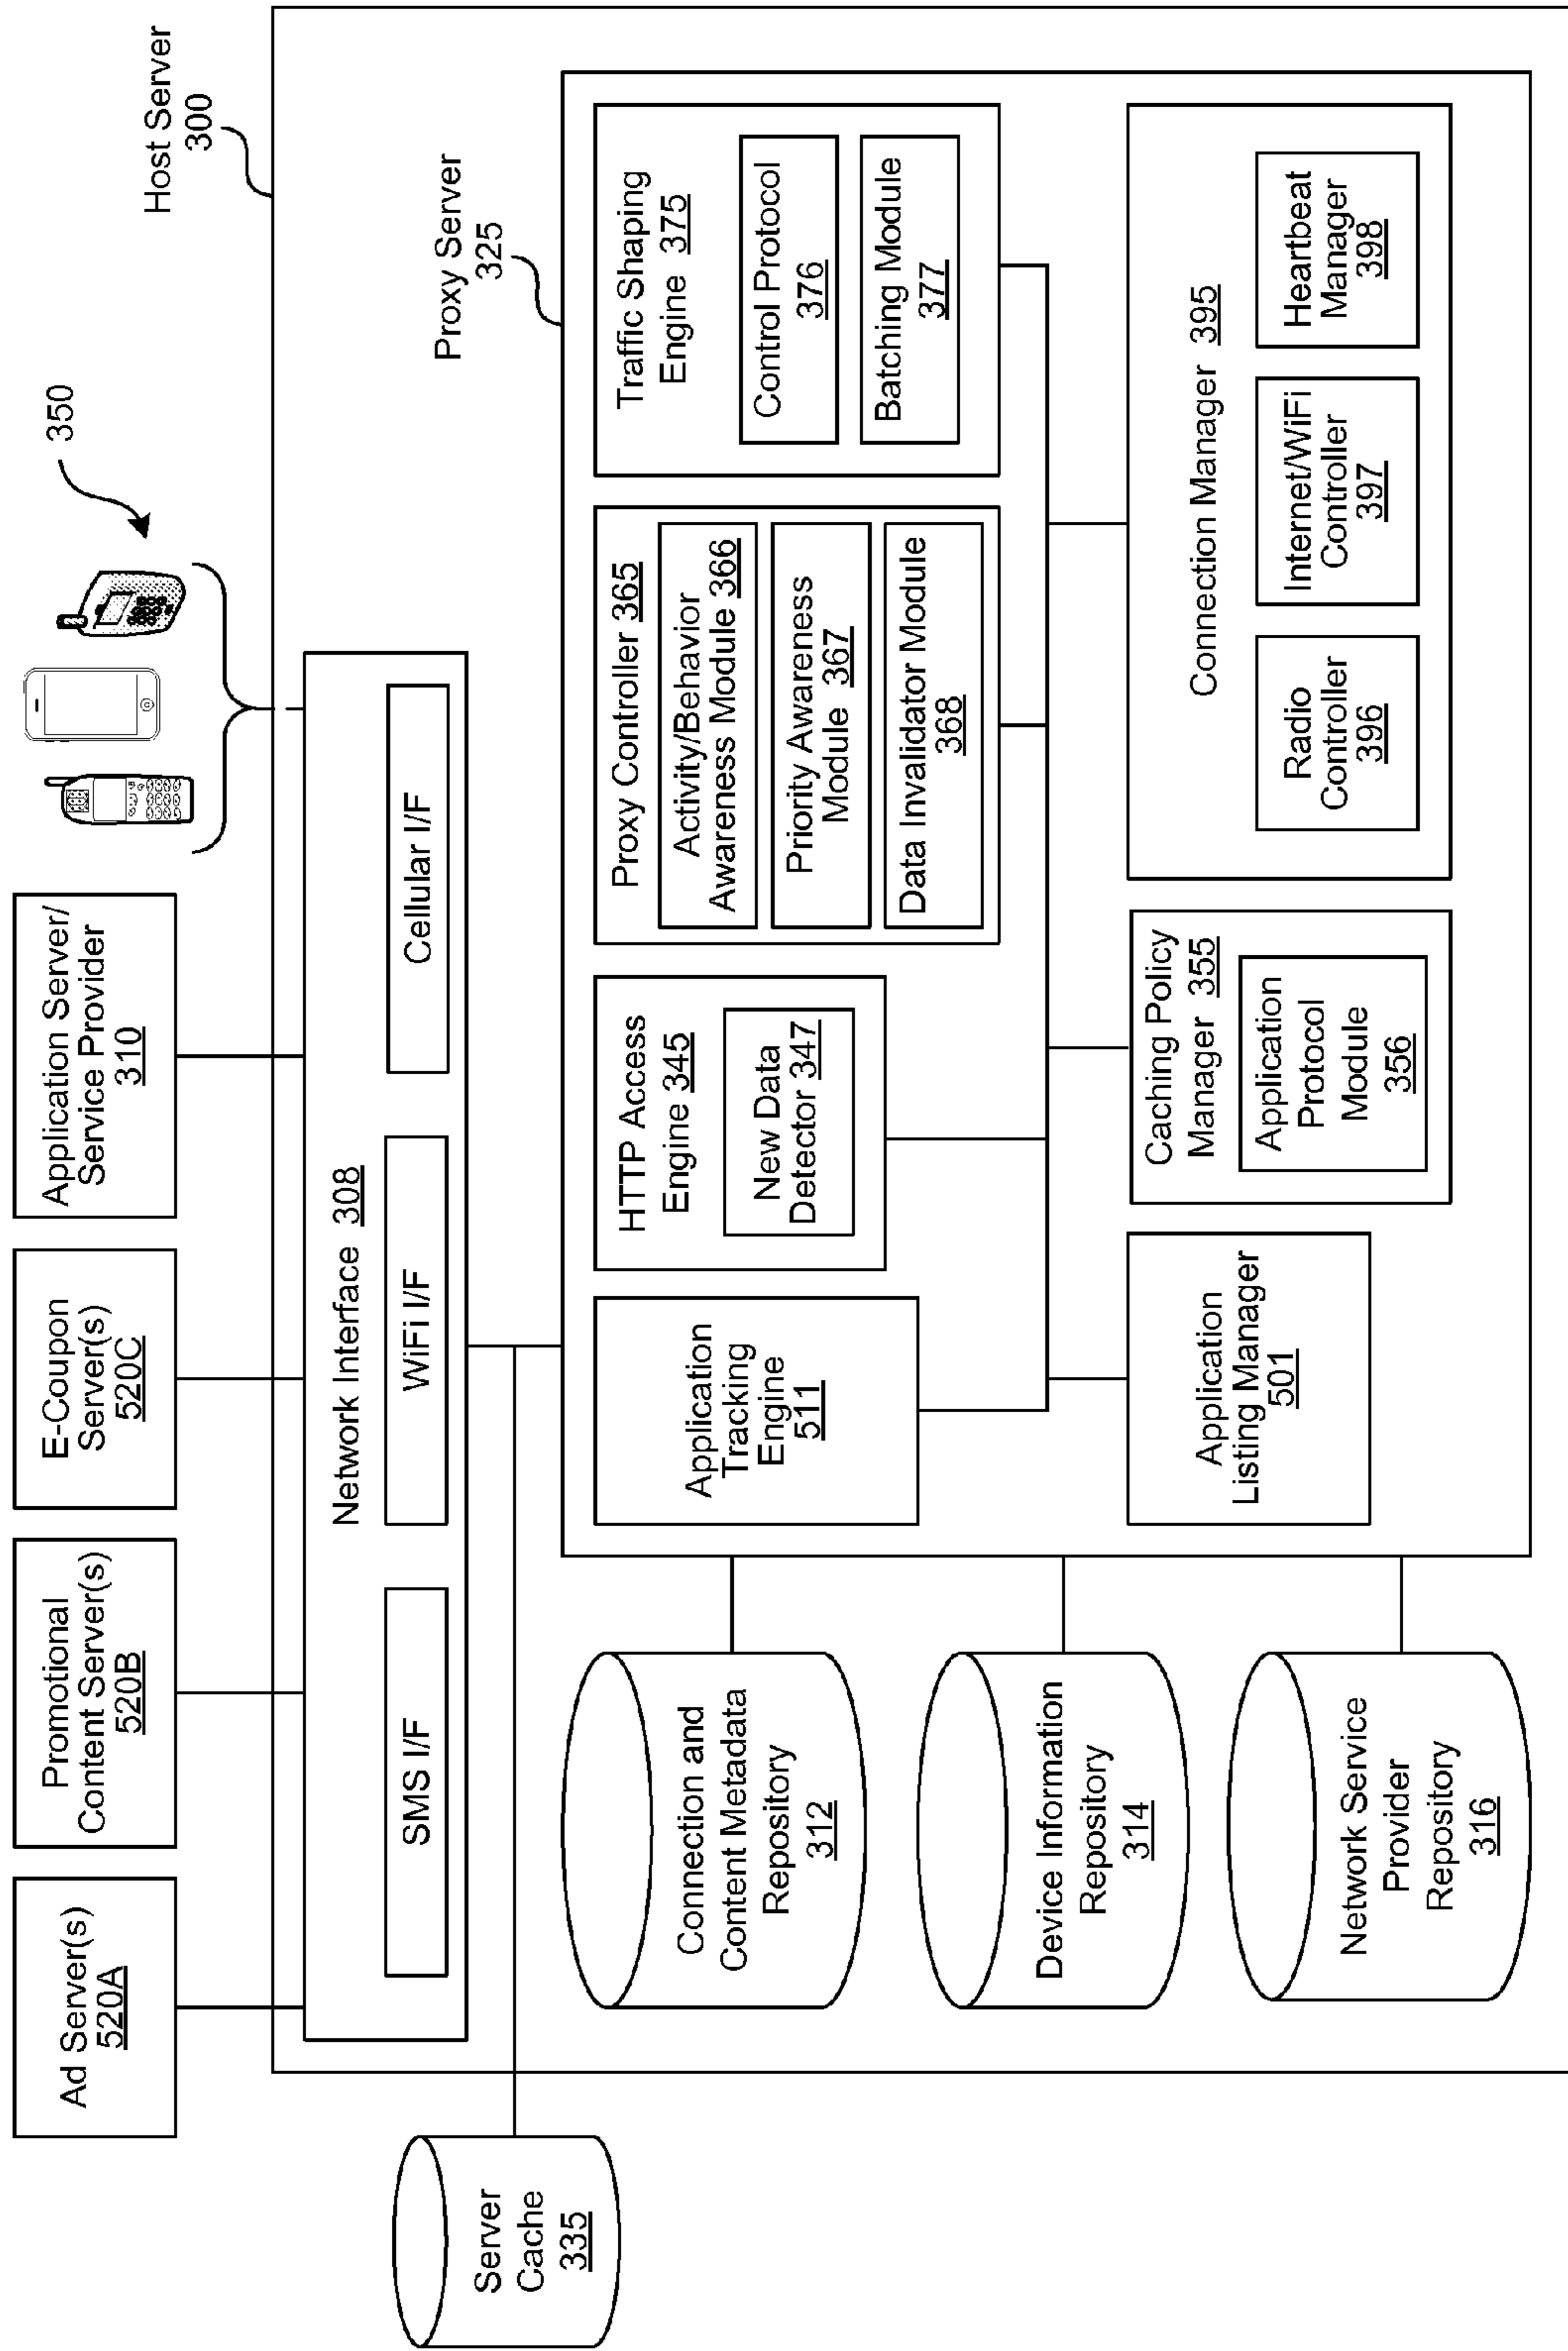 Ad Server(s)
520A
Promotional
Content Server(s)
520B
E-Coupon
Server(s)
520C
Application Server/
Service Provider
310
350
Host Server
300
Network Interface 308
SMS I/F
WiFi I/F
Cellular I/F
Server
Cache
335
Proxy Server
325
Connection and
Content Metadata
Repository
312
Device Information
Repository
314
Network Service
Provider
Repository
316
Application
Tracking
Engine
511
HTTP Access
Engine 345
New Data
Detector 347
Proxy Controller 365
Activity/Behavior
Awareness Module 366
Priority Awareness
Module 367
Data Invalidator Module
368
Traffic Shaping
Engine 375
Control Protocol
376
Batching Module
377
Application
Listing Manager
501
Caching Policy
Manager 355
Application
Protocol
Module
356
Connection Manager 395
Radio
Controller
396
Internet/WiFi
Controller
397
Heartbeat
Manager
398